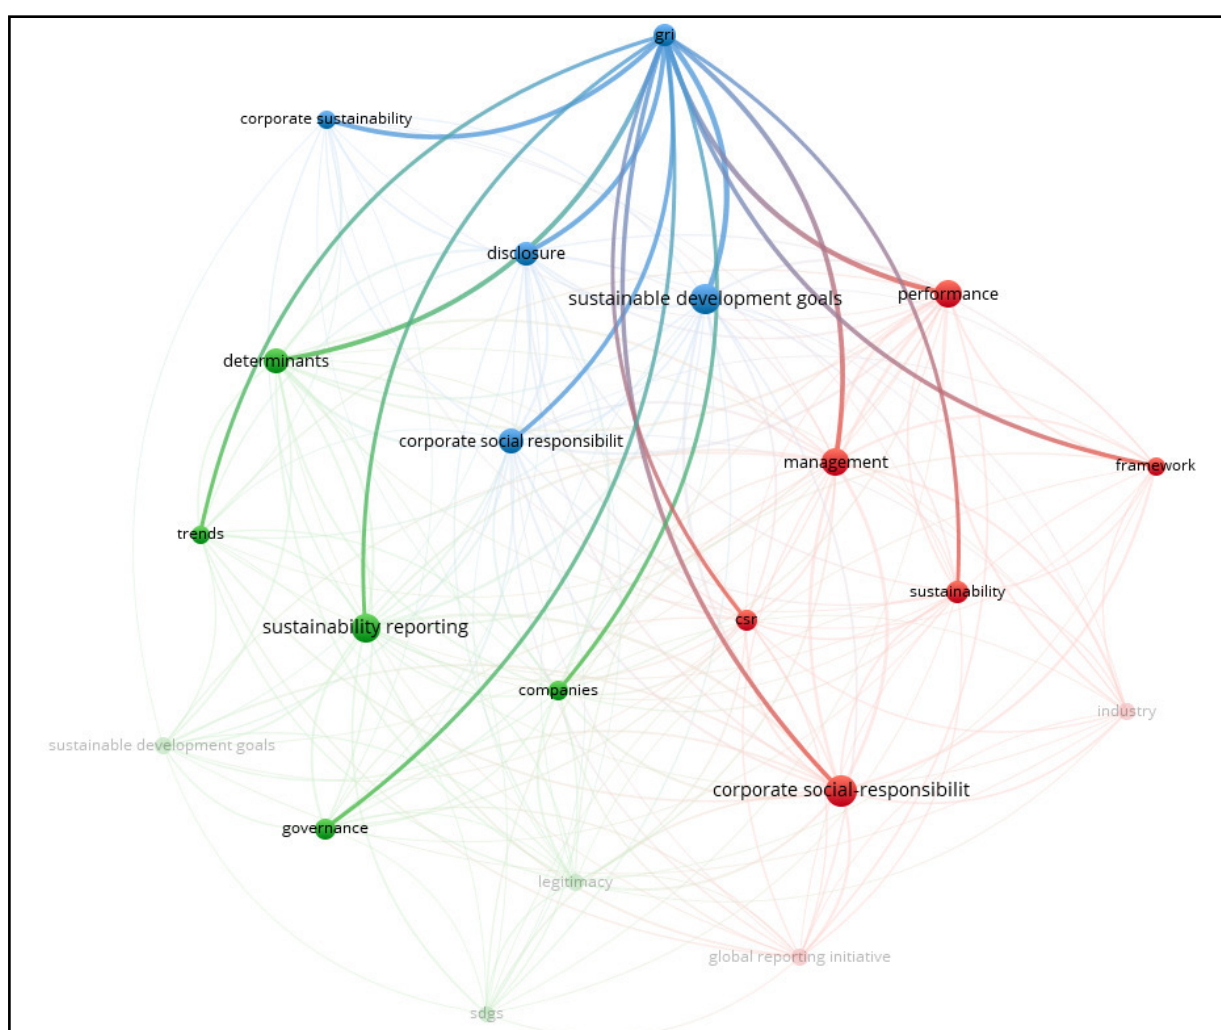 gri
corporate sustainability
disclosure
sustainable development goals
performance
determinants
corporate social responsibilit
management
framework
trends
sustainability
csr
sustainability reporting
companies
industry
sustainable development goals
corporate social-responsibilit
governance
legitimacy
global reporting initiative
sdgs